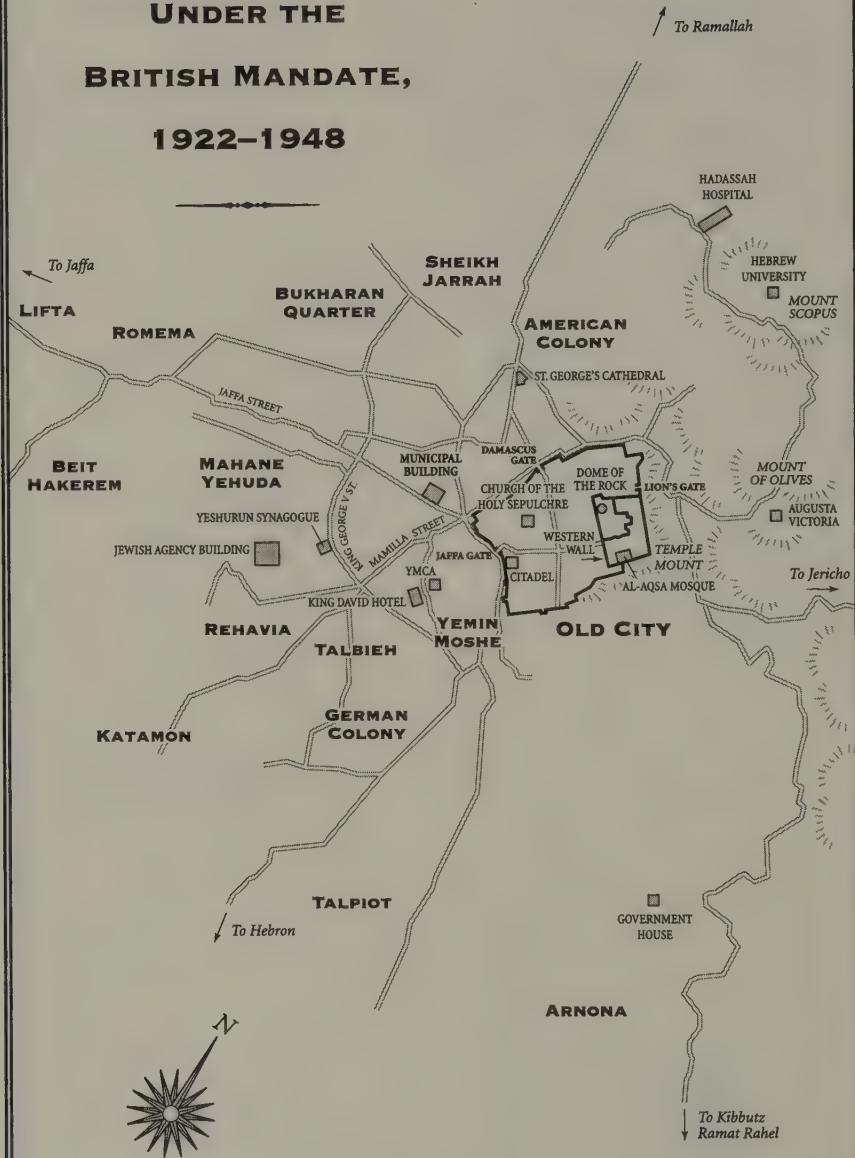 UNDER THE
BRITISH MANDATE,
1922–1948
To Ramallah
HADASSAH
HOSPITAL
HEBREW
UNIVERSITY
MOUNT
SCOPUS
To Jaffa
SHEIKH
JARRAH
BUKHARAN
QUARTER
LIFTA
ROMEMA
AMERICAN
COLONY
ST. GEORGE'S CATHEDRAL
JAFFA STREET
BEIT
HAKEREM
MAHANE
YEHUDA
MUNICIPAL
BUILDING
DAMASCUS
GATE
DOME OF
THE ROCK
LION'S GATE
MOUNT
OF OLIVES
CHURCH OF THE
HOLY SEPULCHRE
AUGUSTA
VICTORIA
YESHURUN SYNAGOGUE
KING GEORGE V ST.
MAMILLA STREET
JEWISH AGENCY BUILDING
JAFFA GATE
WESTERN
WALL
TEMPLE
MOUNT
YMCA
CITADEL
AL-AQSA MOSQUE
To Jericho
KING DAVID HOTEL
REHAVIA
YEMIN
MOSHE
OLD CITY
TALBIEH
KATAMON
GERMAN
COLONY
TALPIOT
To Hebron
GOVERNMENT
HOUSE
ARNONA
N
To Kibbutz
Ramat Rahel